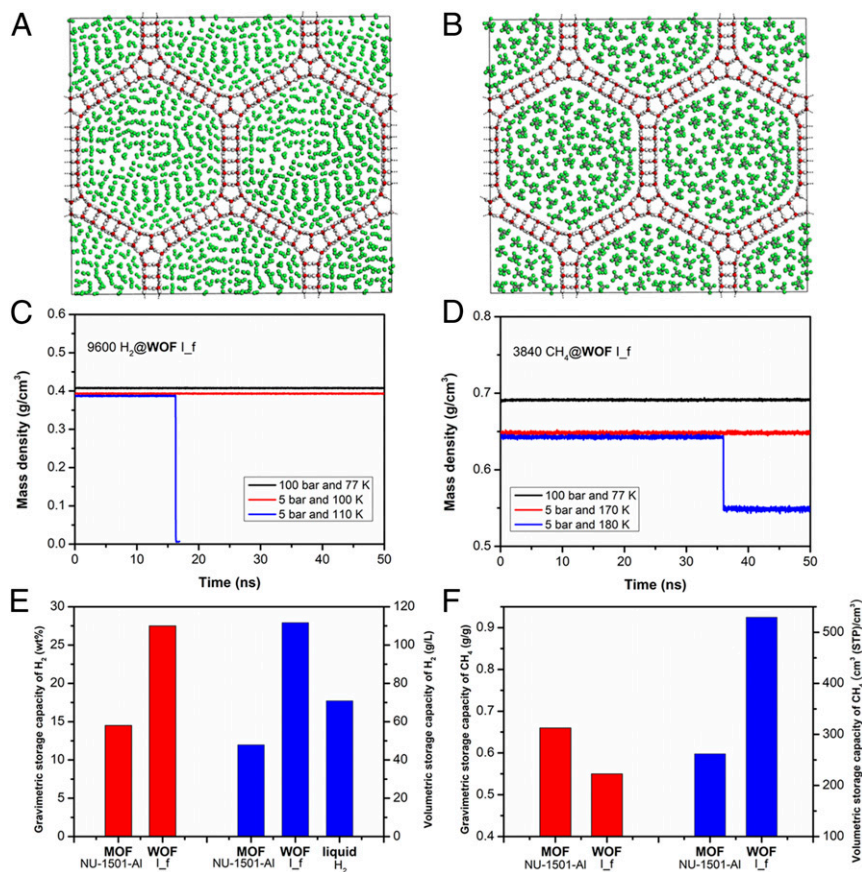 A
B
C
0.6
0.5
0.4
0.3
0.2
0.1
0.0
Mass density (g/cm³)
9600 H₂@WOF I_f
100 bar and 77 K
5 bar and 100 K
5 bar and 110 K
0 10 20 30 40 50
Time (ns)
D
0.8
0.7
0.6
0.5
Mass density (g/cm³)
3840 CH₄@WOF I_f
100 bar and 77 K
5 bar and 170 K
5 bar and 180 K
0 10 20 30 40 50
Time (ns)
E
30
25
20
15
10
5
0
Gravimetric storage capacity of H₂ (wt%)
120
100
80
60
40
20
0
Volumetric storage capacity of H₂ (g/L)
MOF WOF MOF WOF liquid
NU-1501-Al I_f NU-1501-Al I_f H₂
F
0.9
0.8
0.7
0.6
0.5
0.4
Gravimetric storage capacity of CH₄ (g/g)
500
400
300
200
100
Volumetric storage capacity of CH₄ (cm³ (STP)/cm³)
MOF WOF MOF WOF
NU-1501-Al I_f NU-1501-Al I_f